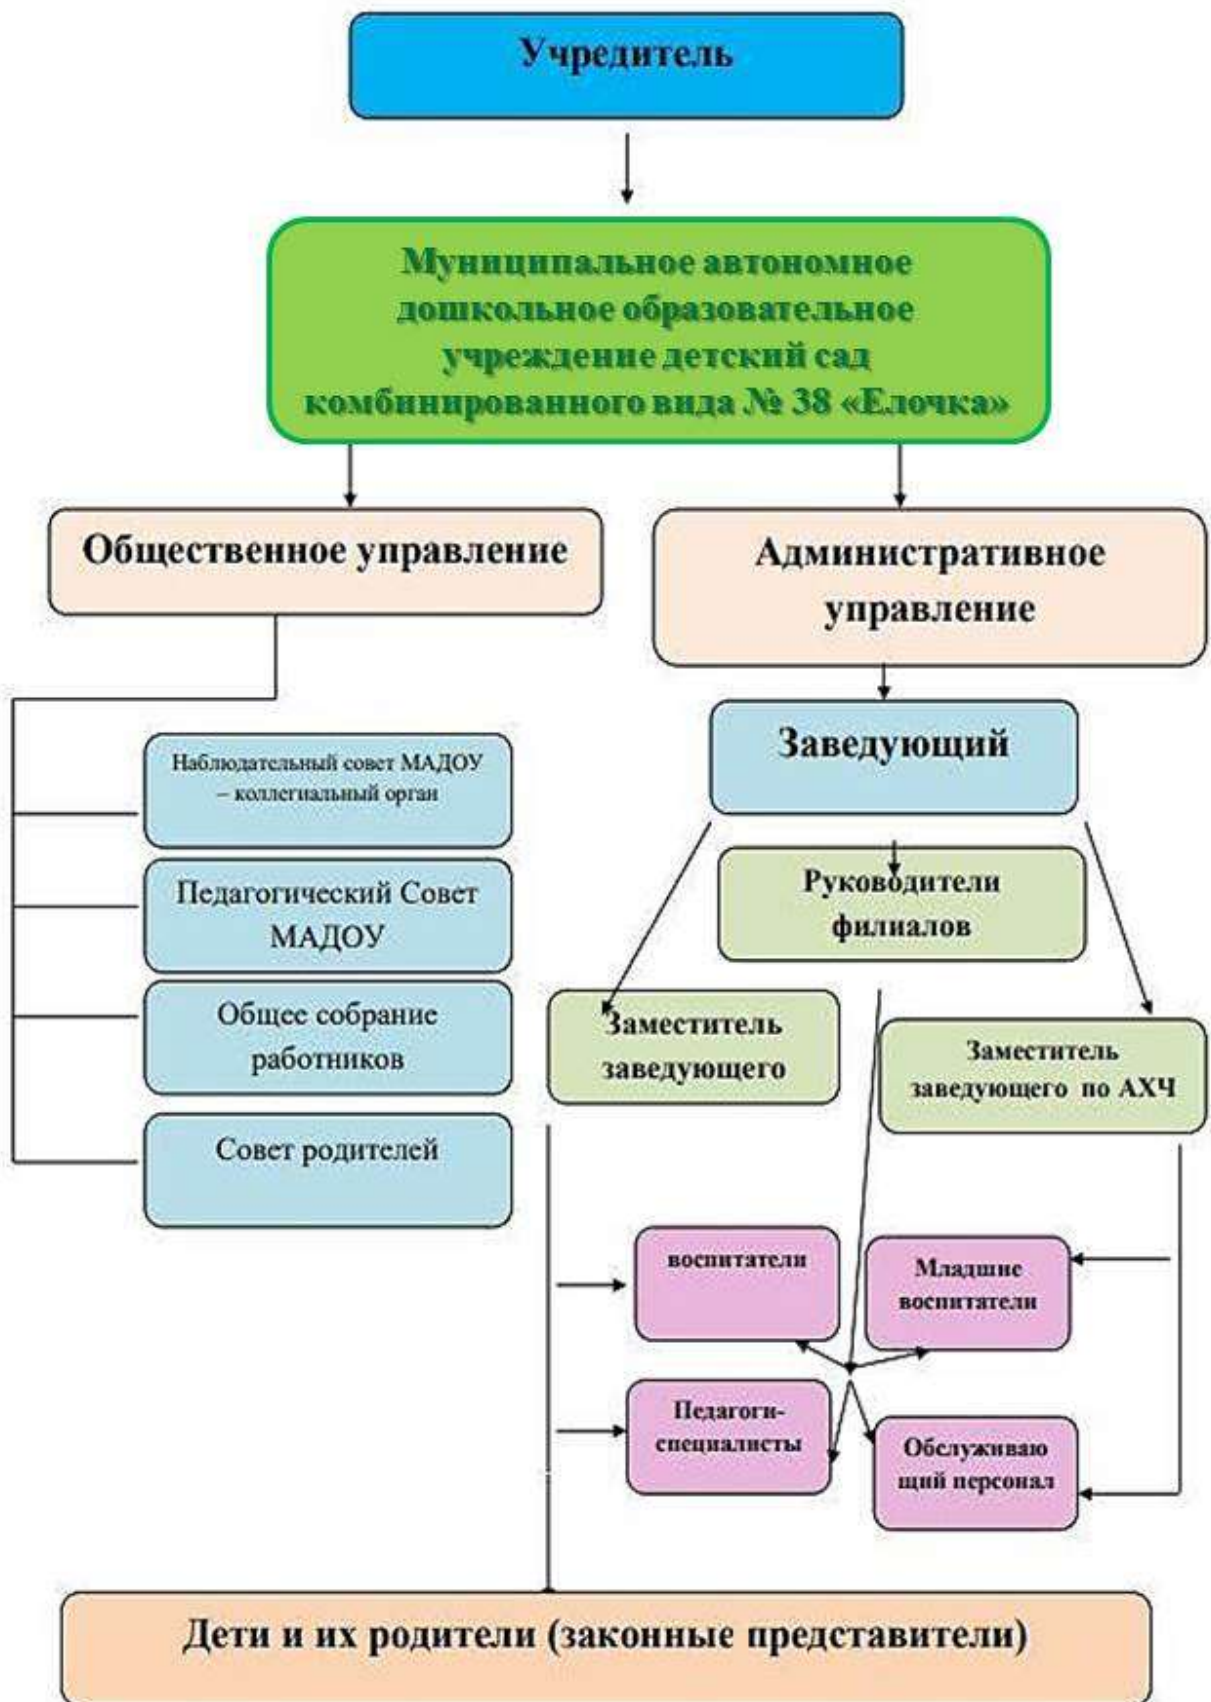 Учредитель
Муниципальное автономное
дошкольное образовательное
учреждение детский сад
комбинированного вида № 38 «Елочка»
Общественное управление
Административное
управление
Заведующий
Наблюдательный совет МАДОУ
– коллегиальный орган
Педагогический Совет
МАДОУ
Общее собрание
работников
Совет родителей
Руководители
филиалов
Заместитель
заведующего
Заместитель
заведующего по АХЧ
воспитатели
Младшие
воспитатели
Педагоги-
специалисты
Обслуживаю
щий персонал
Дети и их родители (законные представители)